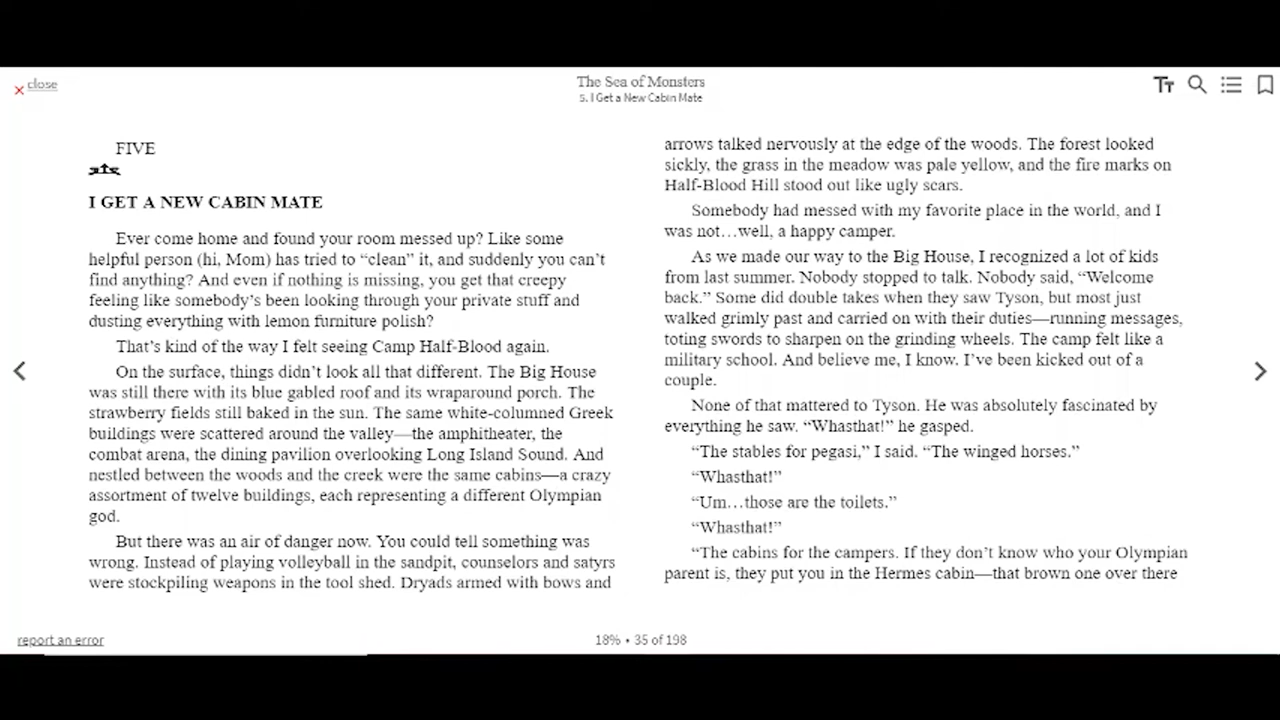 close
The Sea of Monsters
5. I Get a New Cabin Mate
FIVE
I GET A NEW CABIN MATE
Ever come home and found your room messed up? Like some
helpful person (hi, Mom) has tried to “clean” it, and suddenly you can’t
find anything? And even if nothing is missing, you get that creepy
feeling like somebody’s been looking through your private stuff and
dusting everything with lemon furniture polish?
That’s kind of the way I felt seeing Camp Half-Blood again.
On the surface, things didn’t look all that different. The Big House
was still there with its blue gabled roof and its wraparound porch. The
strawberry fields still baked in the sun. The same white-columned Greek
buildings were scattered around the valley—the amphitheater, the
combat arena, the dining pavilion overlooking Long Island Sound. And
nestled between the woods and the creek were the same cabins—a crazy
assortment of twelve buildings, each representing a different Olympian
god.
But there was an air of danger now. You could tell something was
wrong. Instead of playing volleyball in the sandpit, counselors and satyrs
were stockpiling weapons in the tool shed. Dryads armed with bows and
arrows talked nervously at the edge of the woods. The forest looked
sickly, the grass in the meadow was pale yellow, and the fire marks on
Half-Blood Hill stood out like ugly scars.
Somebody had messed with my favorite place in the world, and I
was not…well, a happy camper.
As we made our way to the Big House, I recognized a lot of kids
from last summer. Nobody stopped to talk. Nobody said, “Welcome
back.” Some did double takes when they saw Tyson, but most just
walked grimly past and carried on with their duties—running messages,
toting swords to sharpen on the grinding wheels. The camp felt like a
military school. And believe me, I know. I’ve been kicked out of a
couple.
None of that mattered to Tyson. He was absolutely fascinated by
everything he saw. “Whasthat!” he gasped.
“The stables for pegasi,” I said. “The winged horses.”
“Whasthat!”
“Um…those are the toilets.”
“Whasthat!”
“The cabins for the campers. If they don’t know who your Olympian
parent is, they put you in the Hermes cabin—that brown one over there
report an error
18% • 35 of 198